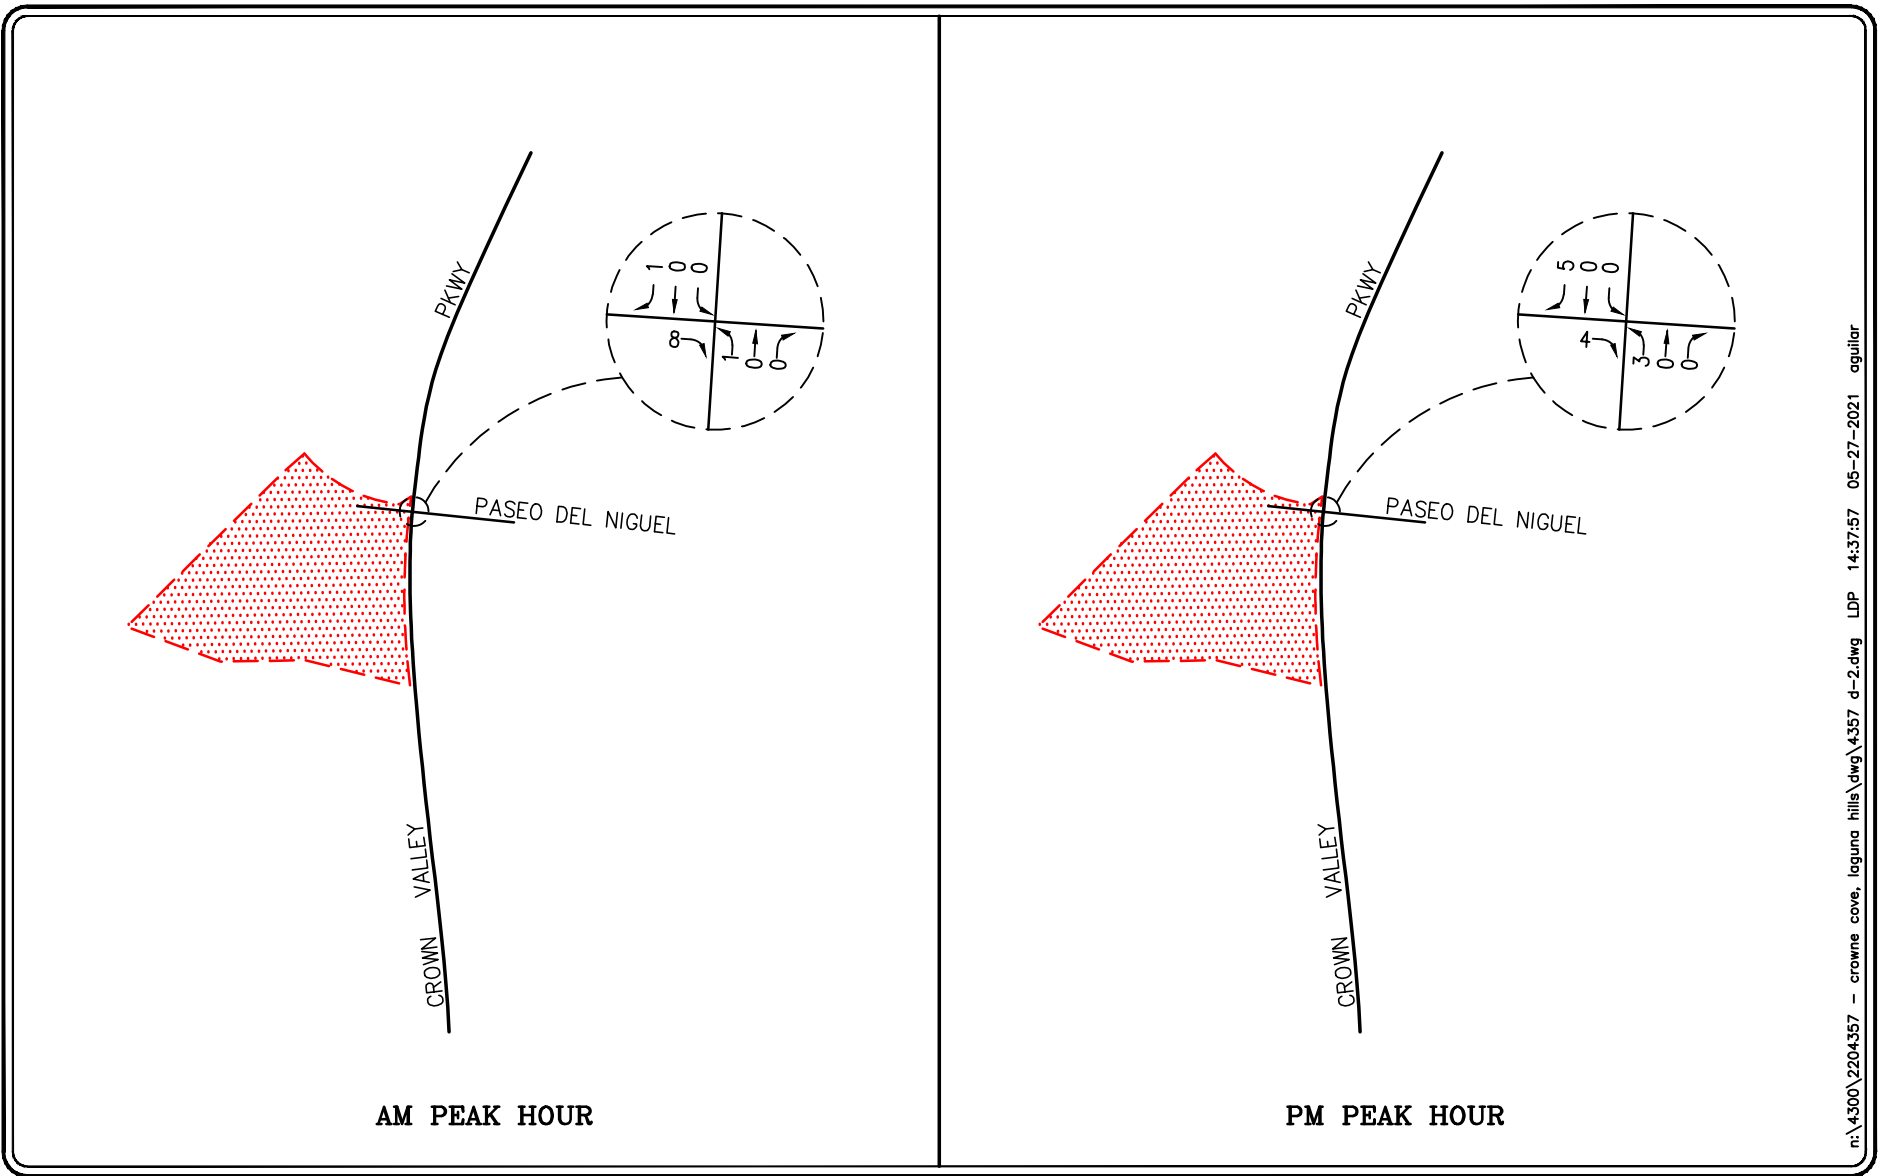 PKWY
1 0 0
8
1 0 0
PASEO DEL NIGUEL
CROWN VALLEY
AM PEAK HOUR
PKWY
5 0 0
4
3 0 0
PASEO DEL NIGUEL
CROWN VALLEY
PM PEAK HOUR
n:\4300\2204357 - crowne cove, laguna hills\dwg\4357 d-2.dwg LDP 14:37:57 05-27-2021 aguilar